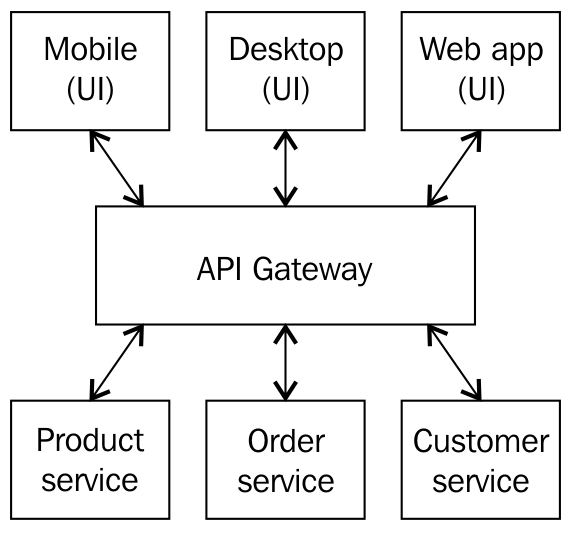 Mobile
(UI)
Desktop
(UI)
Web app
(UI)
API Gateway
Product
service
Order
service
Customer
service